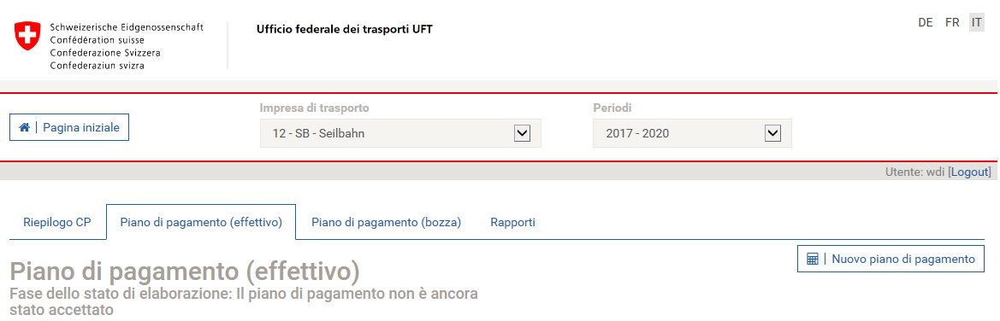 Schweizerische Eidgenossenschaft
Confédération suisse
Confederazione Svizzera
Confederaziun svizra
Ufficio federale dei trasporti UFT
DE FR IT
Pagina iniziale
Impresa di trasporto
12 - SB - Seilbahn
Periodi
2017 - 2020
Utente: wdi [Logout]
Riepilogo CP
Piano di pagamento (effettivo)
Piano di pagamento (bozza)
Rapporti
Nuovo piano di pagamento
Piano di pagamento (effettivo)
Fase dello stato di elaborazione: Il piano di pagamento non è ancora
stato accettato